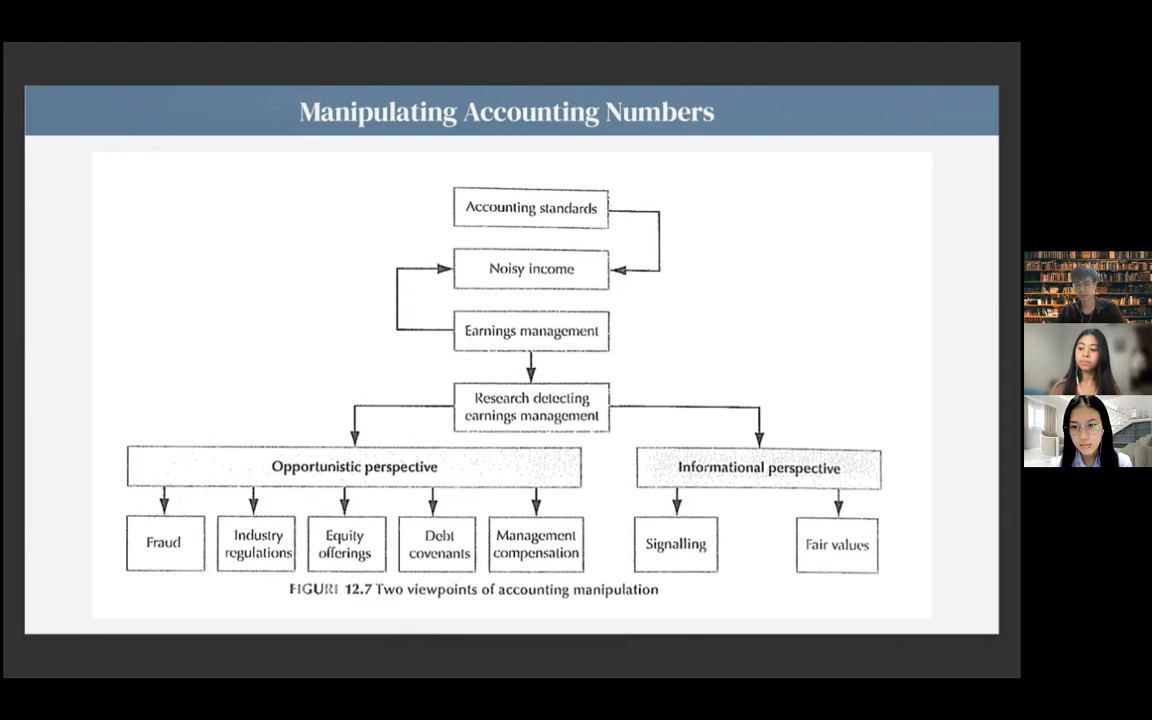 Manipulating Accounting Numbers
Accounting standards
Noisy income
Earnings management
Research detecting
earnings management
Opportunistic perspective
Informational perspective
Fraud
Industry
regulations
Equity
offerings
Debt
covenants
Management
compensation
Signalling
Fair values
FIGURE 12.7 Two viewpoints of accounting manipulation